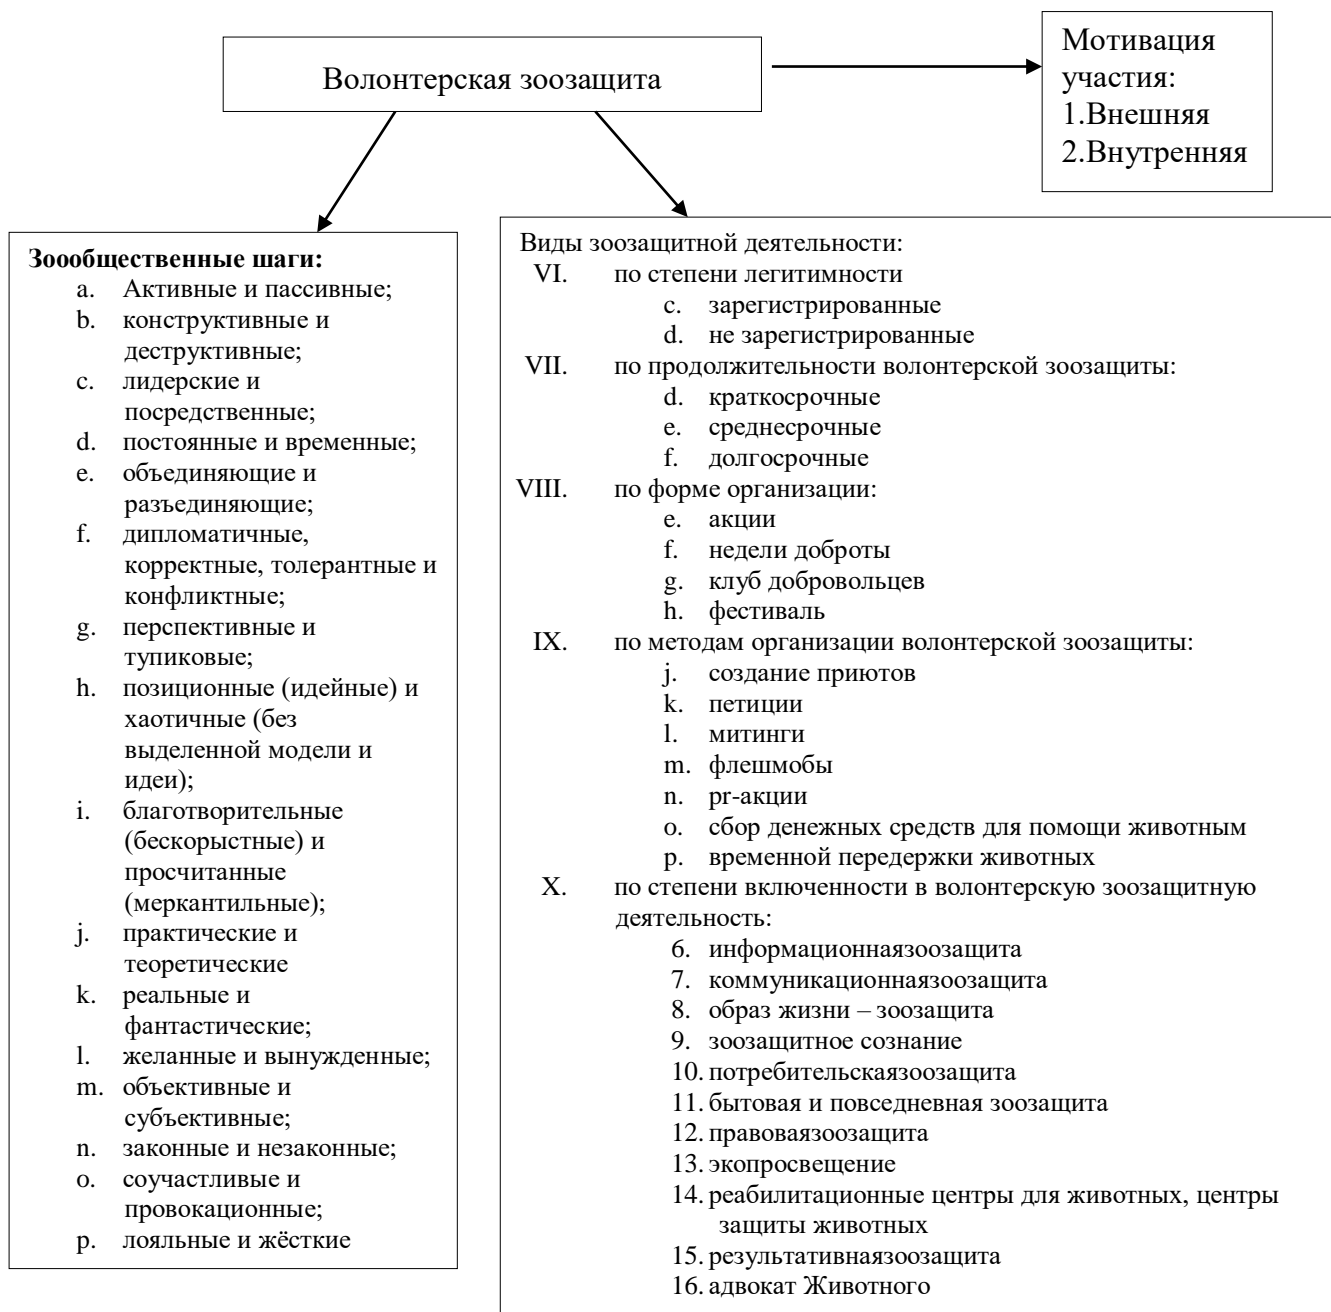 Волонтерская зоозащита
Мотивация
участия:
1.Внешняя
2.Внутренняя
Зоообщественные шаги:
a. Активные и пассивные;
b. конструктивные и
деструктивные;
c. лидерские и
посредственные;
d. постоянные и временные;
e. объединяющие и
разъединяющие;
f. дипломатичные,
корректные, толерантные и
конфликтные;
g. перспективные и
тупиковые;
h. позиционные (идейные) и
хаотичные (без
выделенной модели и
идеи);
i. благотворительные
(бескорыстные) и
просчитанные
(меркантильные);
j. практические и
теоретические
k. реальные и
фантастические;
l. желанные и вынужденные;
m. объективные и
субъективные;
n. законные и незаконные;
o. соучастливые и
провокационные;
p. лояльные и жёсткие
Виды зоозащитной деятельности:
VI. по степени легитимности
c. зарегистрированные
d. не зарегистрированные
VII. по продолжительности волонтерской зоозащиты:
d. краткосрочные
e. среднесрочные
f. долгосрочные
VIII. по форме организации:
e. акции
f. недели доброты
g. клуб добровольцев
h. фестиваль
IX. по методам организации волонтерской зоозащиты:
j. создание приютов
k. петиции
l. митинги
m. флешмобы
n. pr-акции
o. сбор денежных средств для помощи животным
p. временной передержки животных
X. по степени включенности в волонтерскую зоозащитную
деятельность:
6. информационнаязоозащита
7. коммуникационнаязоозащита
8. образ жизни – зоозащита
9. зоозащитное сознание
10. потребительскаязоозащита
11. бытовая и повседневная зоозащита
12. правоваязоозащита
13. экопросвещение
14. реабилитационные центры для животных, центры
защиты животных
15. результативнаязоозащита
16. адвокат Животного